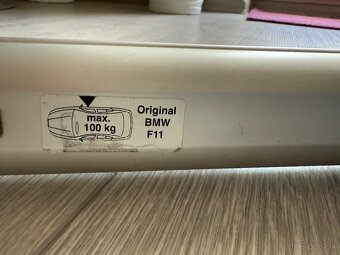 max.
100 kg
Original
BMW
F11